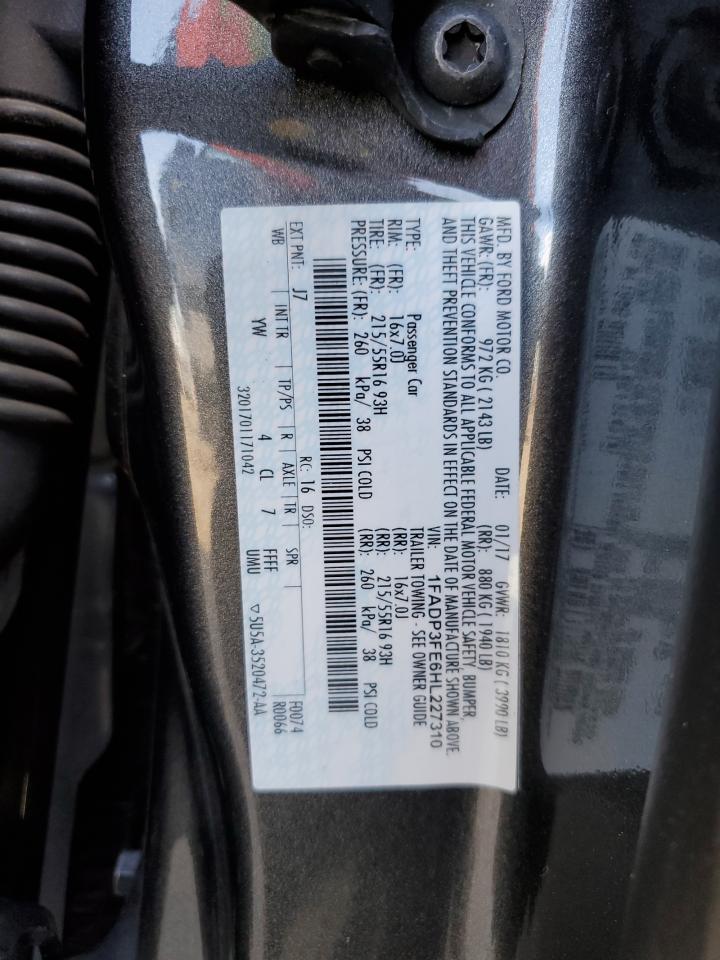 MFD. BY FORD MOTOR CO.
DATE: 01/17 GVWR: 1810 KG ( 3990 LB)
GAWR: (FR): 972 KG ( 2143 LB) (RR): 880 KG ( 1940 LB)
THIS VEHICLE CONFORMS TO ALL APPLICABLE FEDERAL MOTOR VEHICLE SAFETY, BUMPER,
AND THEFT PREVENTION STANDARDS IN EFFECT ON THE DATE OF MANUFACTURE SHOWN ABOVE.
VIN: 1FADP3FE6HL227310
TYPE: Passenger Car TRAILER TOWING - SEE OWNER GUIDE
RIM: (FR): 16x7.0J (RR): 16x7.0J
TIRE: (FR): 215/55R16 93H (RR): 215/55R16 93H
PRESSURE: (FR): 260 kPa/ 38 PSI COLD (RR): 260 kPa/ 38 PSI COLD
RC: 16 DSO: F0074
EXT PNT: J7 R0066
WB INT TR TP/PS R AXLE TR SPR
YW 4 CL 7 FFFF
3201701171042 UMU ▽5U5A-3520472-AA